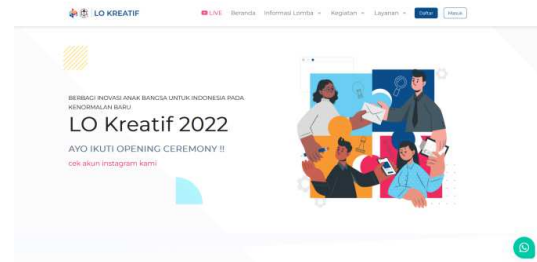 LO KREATIF
LIVE Beranda Informasi Lomba Kegiatan Layanan Daftar Masuk
BERBAGI INOVASI ANAK BANGSA UNTUK INDONESIA PADA
KENORMALAN BARU
LO Kreatif 2022
AYO IKUTI OPENING CEREMONY !!
cek akun instagram kami